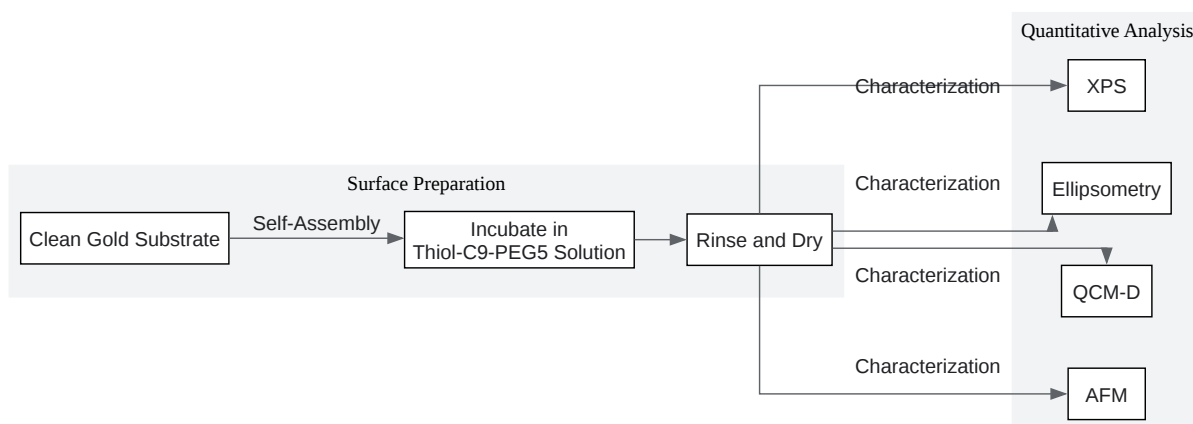 Quantitative Analysis
Characterization
XPS
Surface Preparation
Characterization
Ellipsometry
Clean Gold Substrate
Self-Assembly
Incubate in
Thiol-C9-PEG5 Solution
Rinse and Dry
Characterization
QCM-D
Characterization
AFM